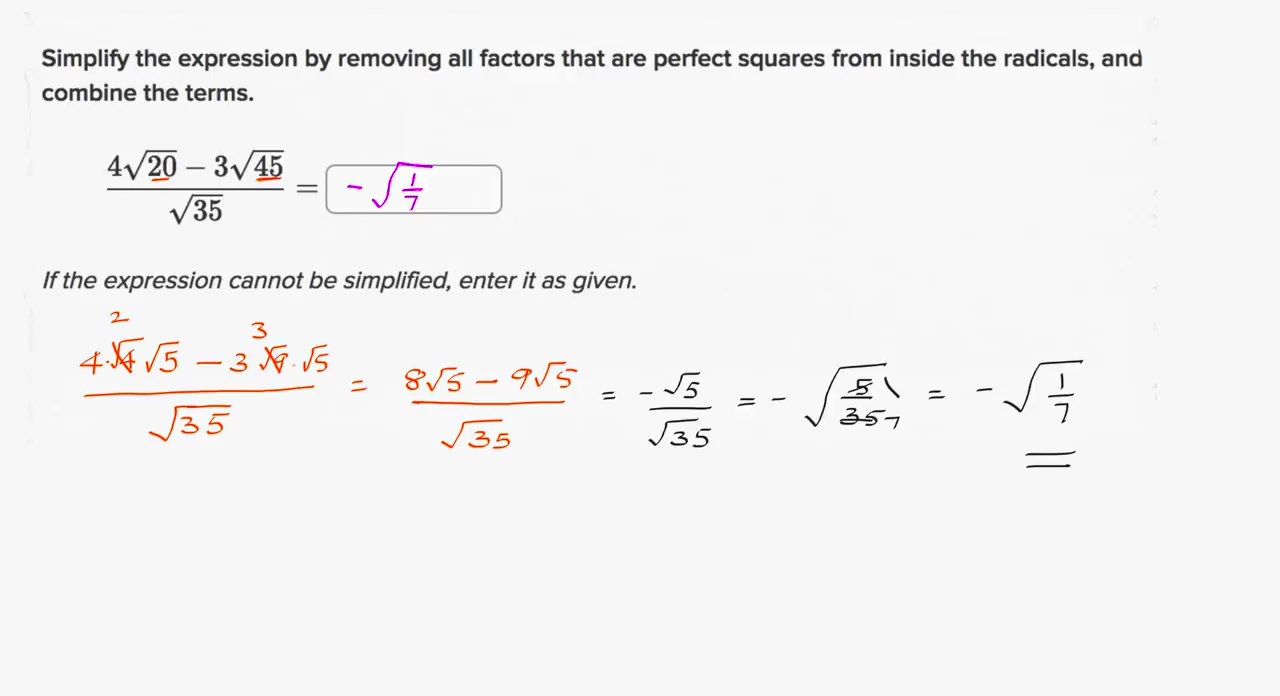 Simplify the expression by removing all factors that are perfect squares from inside the radicals, and
combine the terms.
(4√20 − 3√45)/√35 = -√(1/7)
If the expression cannot be simplified, enter it as given.
2 3
(4·√4 √5 − 3 √9 · √5)/√35 = (8√5 − 9√5)/√35 = -√5/√35 = -√(5 1/35 7) = -√(1/7)